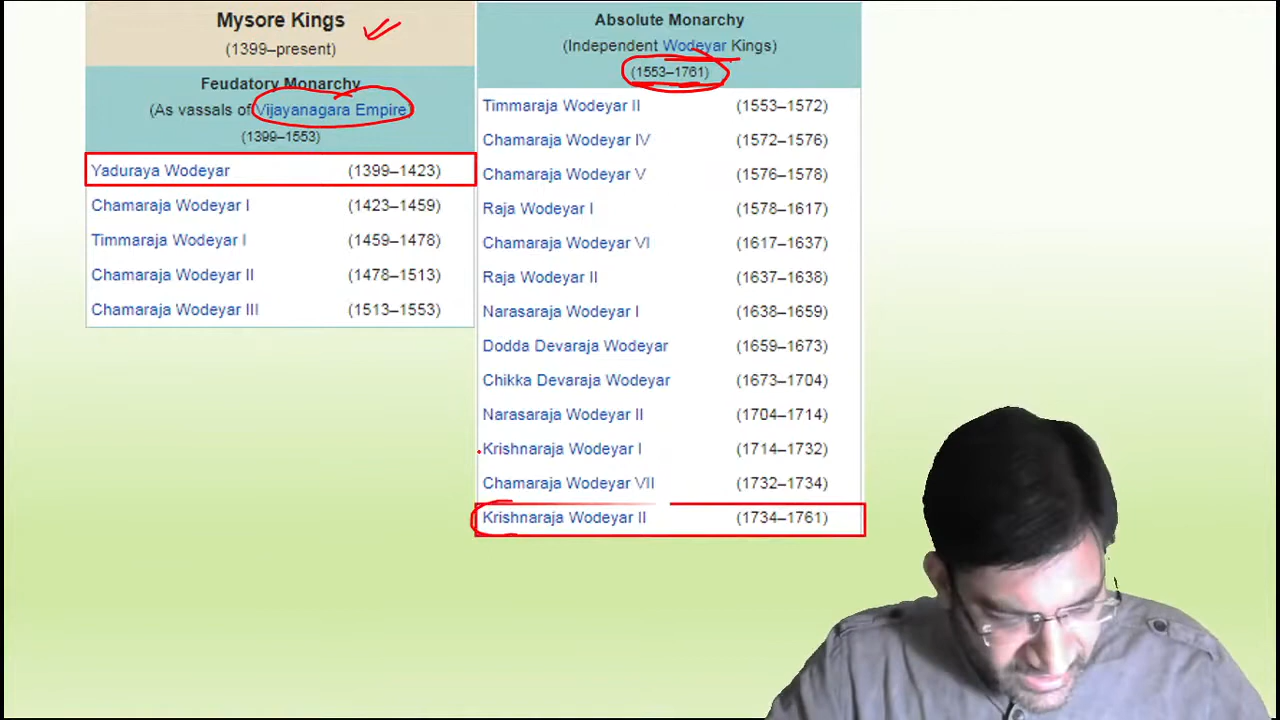 Mysore Kings
(1399–present)
Feudatory Monarchy
(As vassals of Vijayanagara Empire)
(1399–1553)
Yaduraya Wodeyar (1399–1423)
Chamaraja Wodeyar I (1423–1459)
Timmaraja Wodeyar I (1459–1478)
Chamaraja Wodeyar II (1478–1513)
Chamaraja Wodeyar III (1513–1553)
Absolute Monarchy
(Independent Wodeyar Kings)
(1553–1761)
Timmaraja Wodeyar II (1553–1572)
Chamaraja Wodeyar IV (1572–1576)
Chamaraja Wodeyar V (1576–1578)
Raja Wodeyar I (1578–1617)
Chamaraja Wodeyar VI (1617–1637)
Raja Wodeyar II (1637–1638)
Narasaraja Wodeyar I (1638–1659)
Dodda Devaraja Wodeyar (1659–1673)
Chikka Devaraja Wodeyar (1673–1704)
Narasaraja Wodeyar II (1704–1714)
Krishnaraja Wodeyar I (1714–1732)
Chamaraja Wodeyar VII (1732–1734)
Krishnaraja Wodeyar II (1734–1761)